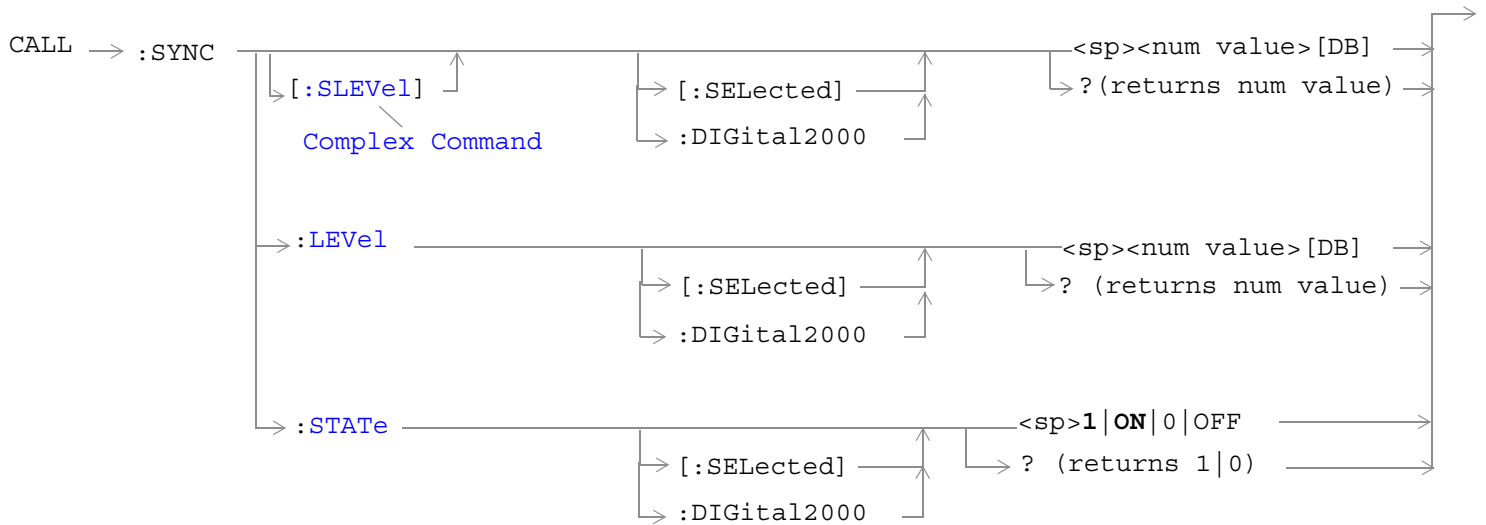 CALL :SYNC <sp><num value>[DB]
[:SLEVel] [:SELected] ?(returns num value)
Complex Command :DIGital2000
:LEVel <sp><num value>[DB]
[:SELected] ? (returns num value)
:DIGital2000
:STATe <sp>1|ON|0|OFF
[:SELected] ? (returns 1|0)
:DIGital2000